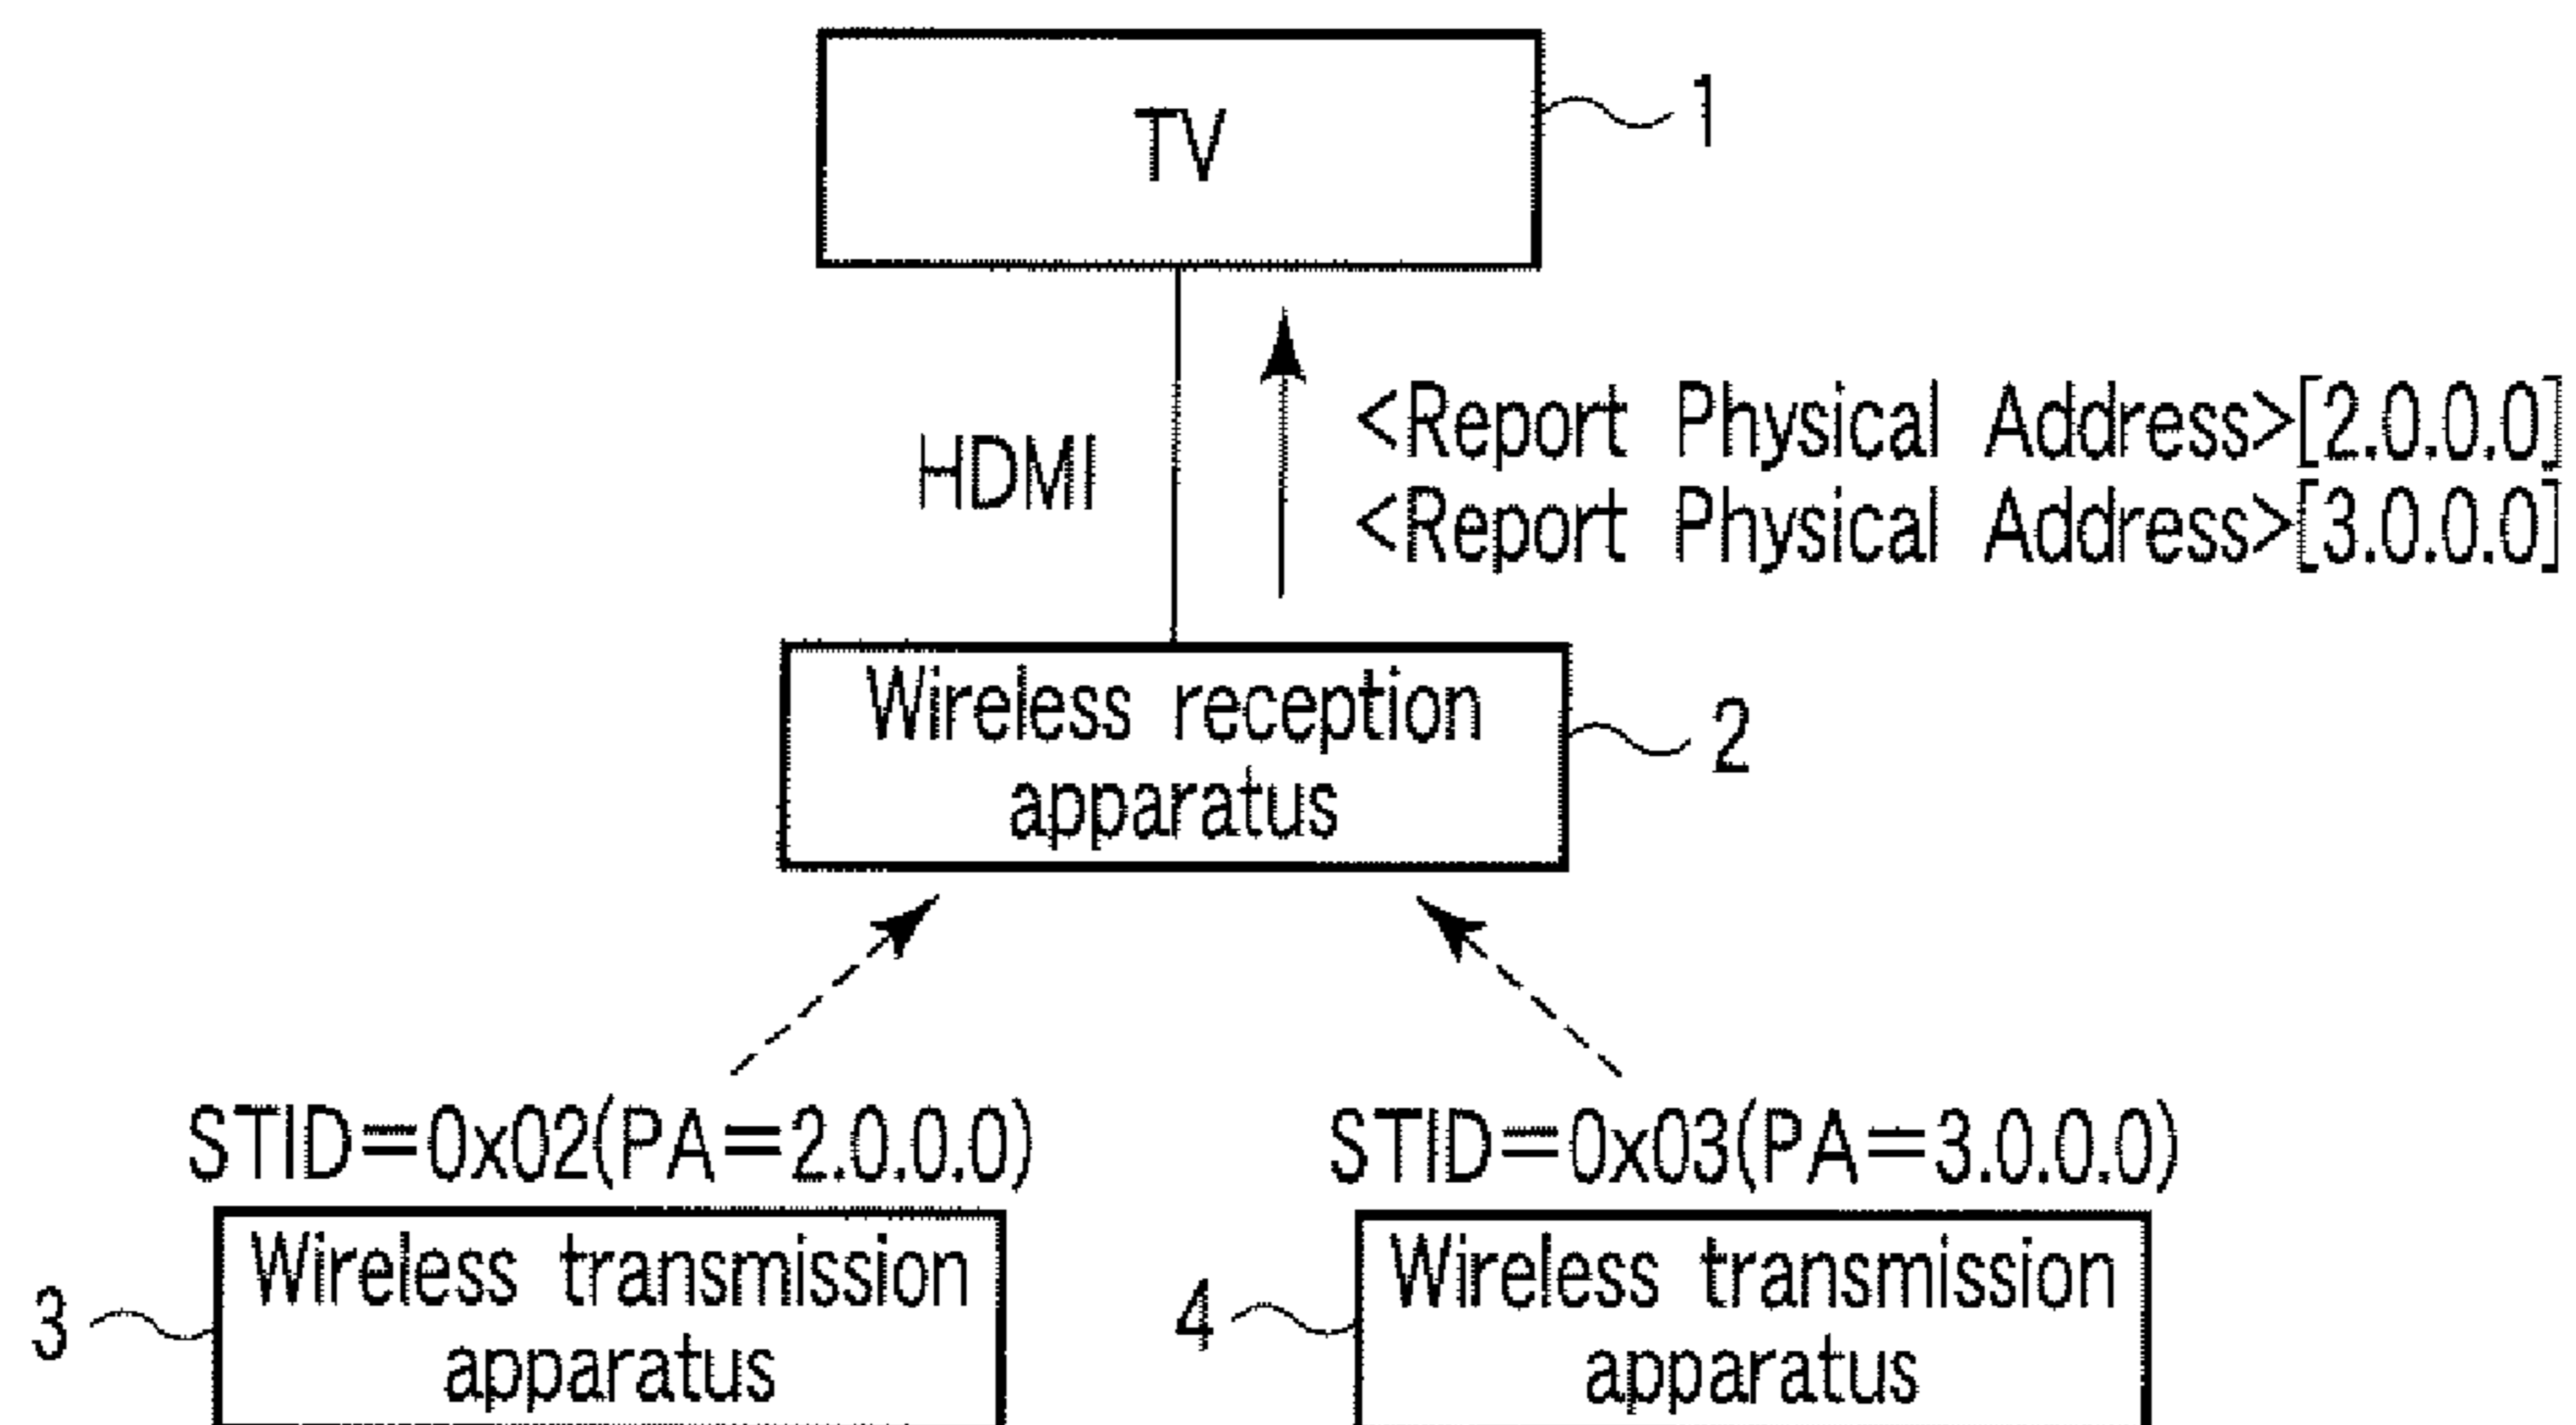 TV
1
HDMI
<Report Physical Address>[2.0.0.0]
<Report Physical Address>[3.0.0.0]
Wireless reception
apparatus
2
STID=0x02(PA=2.0.0.0)
STID=0x03(PA=3.0.0.0)
3
Wireless transmission
apparatus
4
Wireless transmission
apparatus